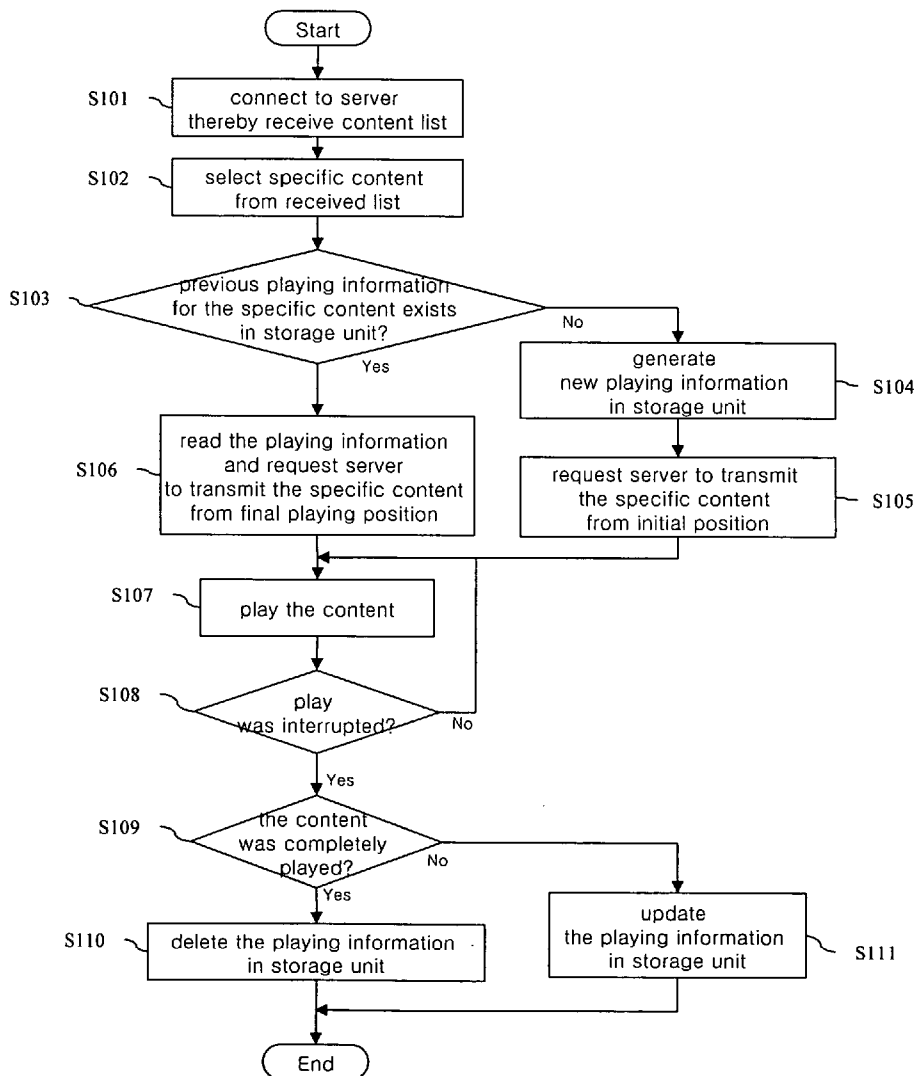 Start
S101
connect to server
thereby receive content list
S102
select specific content
from received list
S103
previous playing information
for the specific content exists
in storage unit?
No
Yes
generate
new playing information
in storage unit
S104
S106
read the playing information
and request server
to transmit the specific content
from final playing position
request server to transmit
the specific content
from initial position
S105
S107
play the content
S108
play
was interrupted?
No
Yes
S109
the content
was completely
played?
No
Yes
S110
delete the playing information
in storage unit
update
the playing information
in storage unit
S111
End